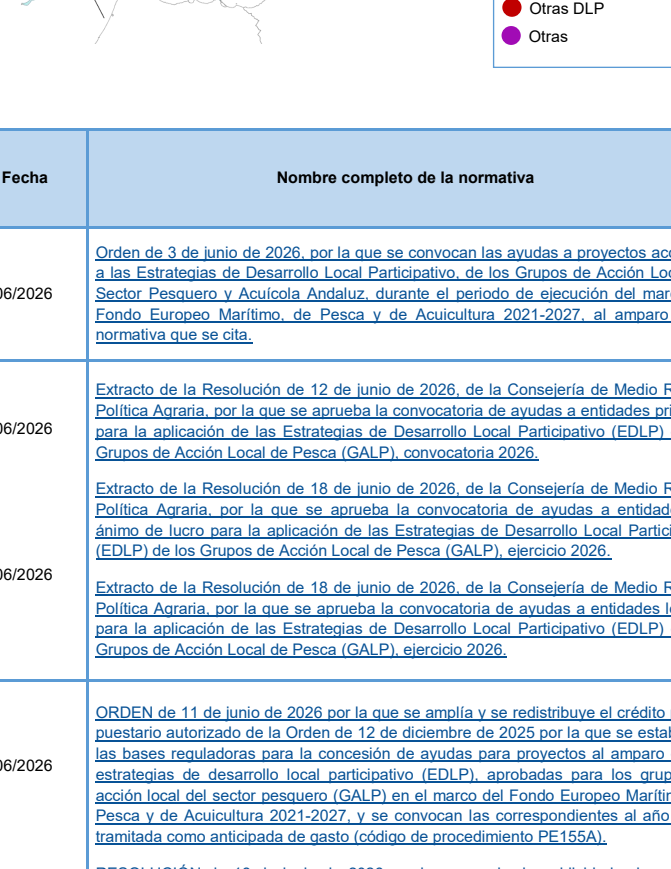 Otras DLP
Otras
Fecha
Nombre completo de la normativa
06/2026
Orden de 3 de junio de 2026, por la que se convocan las ayudas a proyectos
a las Estrategias de Desarrollo Local Participativo, de los Grupos de Acción
Sector Pesquero y Acuícola Andaluz, durante el periodo de ejecución del
Fondo Europeo Marítimo, de Pesca y de Acuicultura 2021-2027, al amparo
normativa que se cita.
06/2026
Extracto de la Resolución de 12 de junio de 2026, de la Consejería de Medio
Política Agraria, por la que se aprueba la convocatoria de ayudas a entidades
para la aplicación de las Estrategias de Desarrollo Local Participativo (EDLP)
Grupos de Acción Local de Pesca (GALP), convocatoria 2026.
06/2026
Extracto de la Resolución de 18 de junio de 2026, de la Consejería de Medio
Política Agraria, por la que se aprueba la convocatoria de ayudas a
ánimo de lucro para la aplicación de las Estrategias de Desarrollo Local
(EDLP) de los Grupos de Acción Local de Pesca (GALP), ejercicio 2026.
Extracto de la Resolución de 18 de junio de 2026, de la Consejería de Medio
Política Agraria, por la que se aprueba la convocatoria de ayudas a entidades
para la aplicación de las Estrategias de Desarrollo Local Participativo (EDLP)
Grupos de Acción Local de Pesca (GALP), ejercicio 2026.
06/2026
ORDEN de 11 de junio de 2026 por la que se amplía y se redistribuye el crédito
puestario autorizado de la Orden de 12 de diciembre de 2025 por la que se
las bases reguladoras para la concesión de ayudas para proyectos al amparo
estrategias de desarrollo local participativo (EDLP), aprobadas para los
acción local del sector pesquero (GALP) en el marco del Fondo Europeo
Pesca y de Acuicultura 2021-2027, y se convocan las correspondientes al año
tramitada como anticipada de gasto (código de procedimiento PE155A).